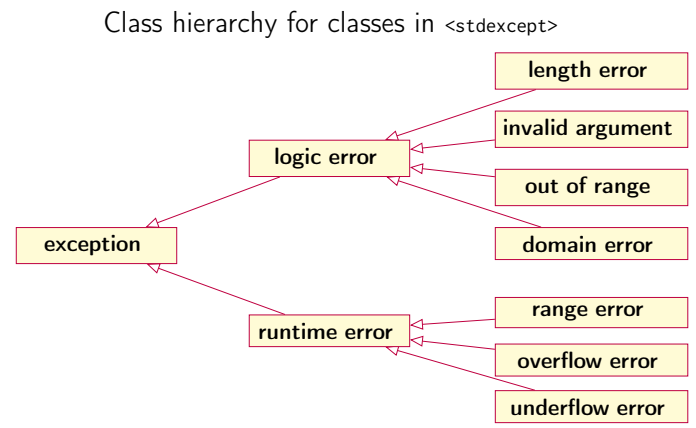 Class hierarchy for classes in <stdexcept>
length error
invalid argument
logic error
out of range
exception
domain error
range error
runtime error
overflow error
underflow error